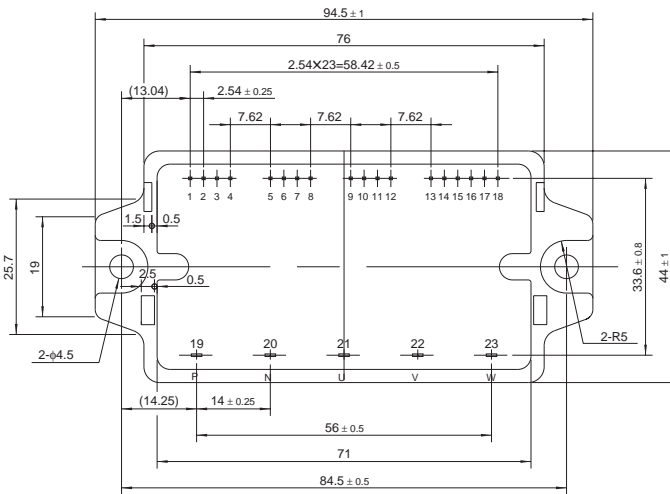 94.5 ± 1
76
2.54X23=58.42 ± 0.5
(13.04) 2.54 ± 0.25
7.62 7.62 7.62
1 2 3 4 5 6 7 8 9 10 11 12 13 14 15 16 17 18
1.5 0.5
25.7 19 33.6 ± 0.8 44 ± 1
2.5 0.5
2-ϕ4.5 2-R5
19 20 21 22 23
P N U V W
(14.25) 14 ± 0.25
56 ± 0.5
71
84.5 ± 0.5